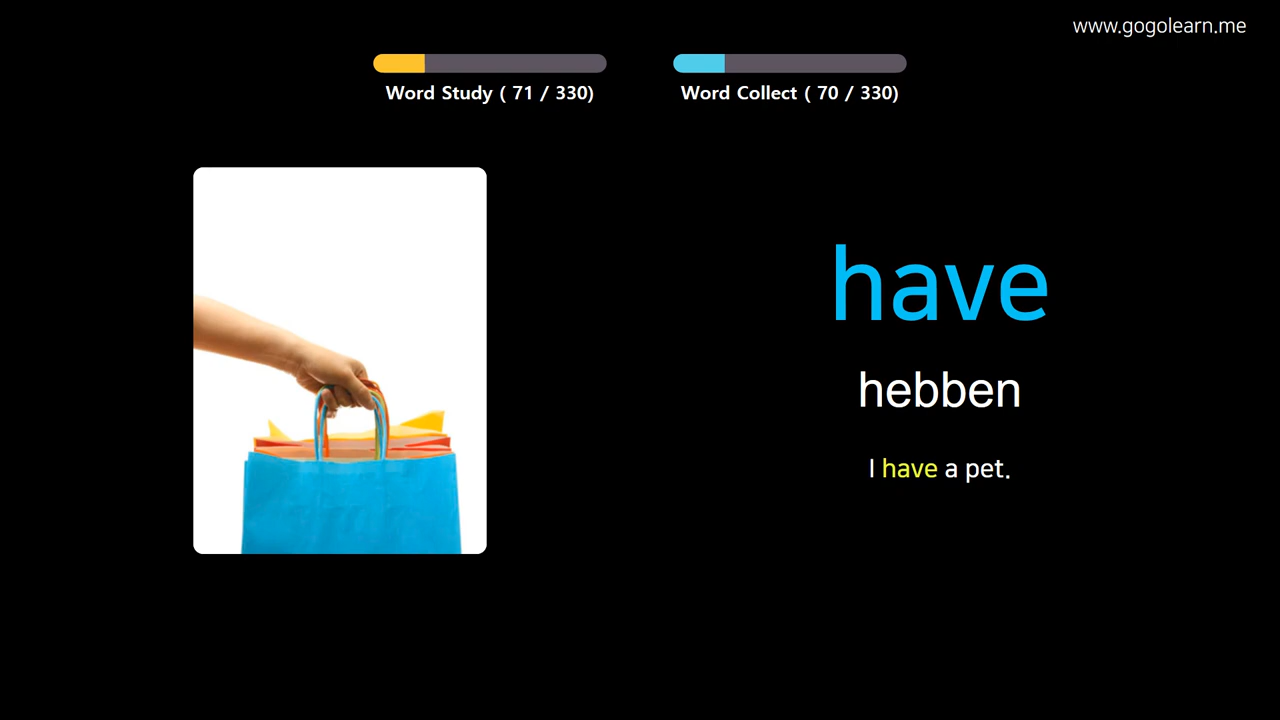 www.gogolearn.me
Word Study ( 71 / 330)
Word Collect ( 70 / 330)
have
hebben
I have a pet.